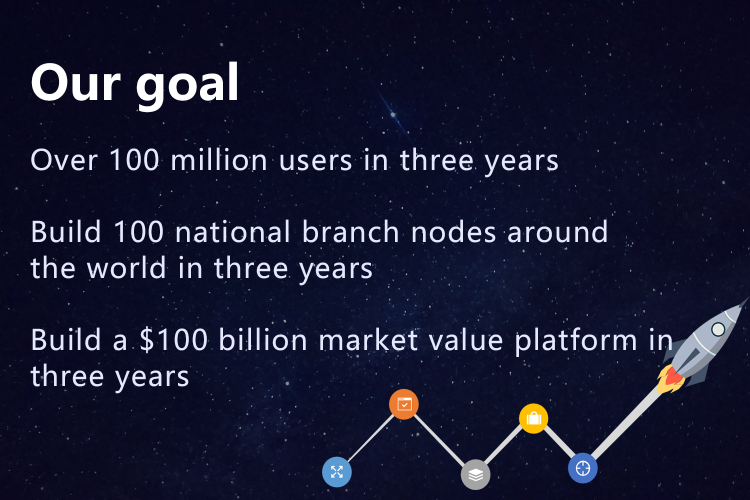 Our goal
Over 100 million users in three years
Build 100 national branch nodes around
the world in three years
Build a $100 billion market value platform in
three years